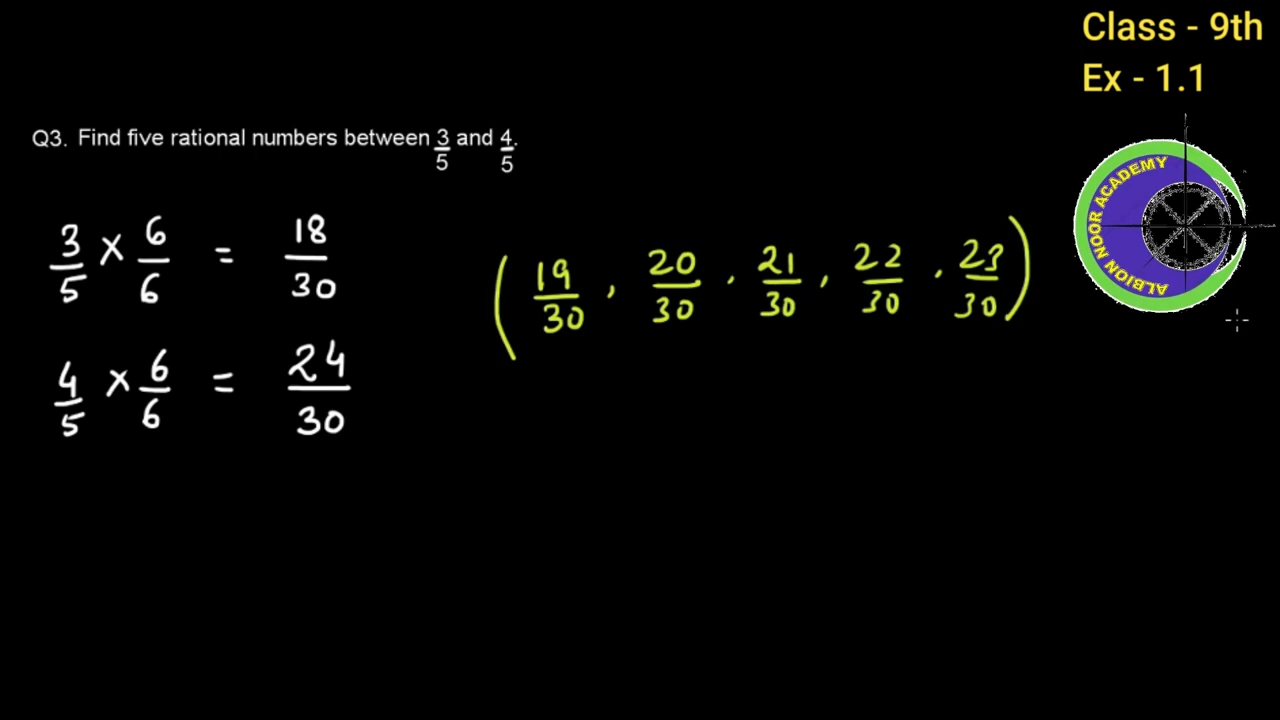 Class - 9th
Ex - 1.1
Q3. Find five rational numbers between 3/5 and 4/5.
3/5 × 6/6 = 18/30
(19/30, 20/30, 21/30, 22/30, 23/30)
4/5 × 6/6 = 24/30
ALBION NOOR ACADEMY
ALBIP